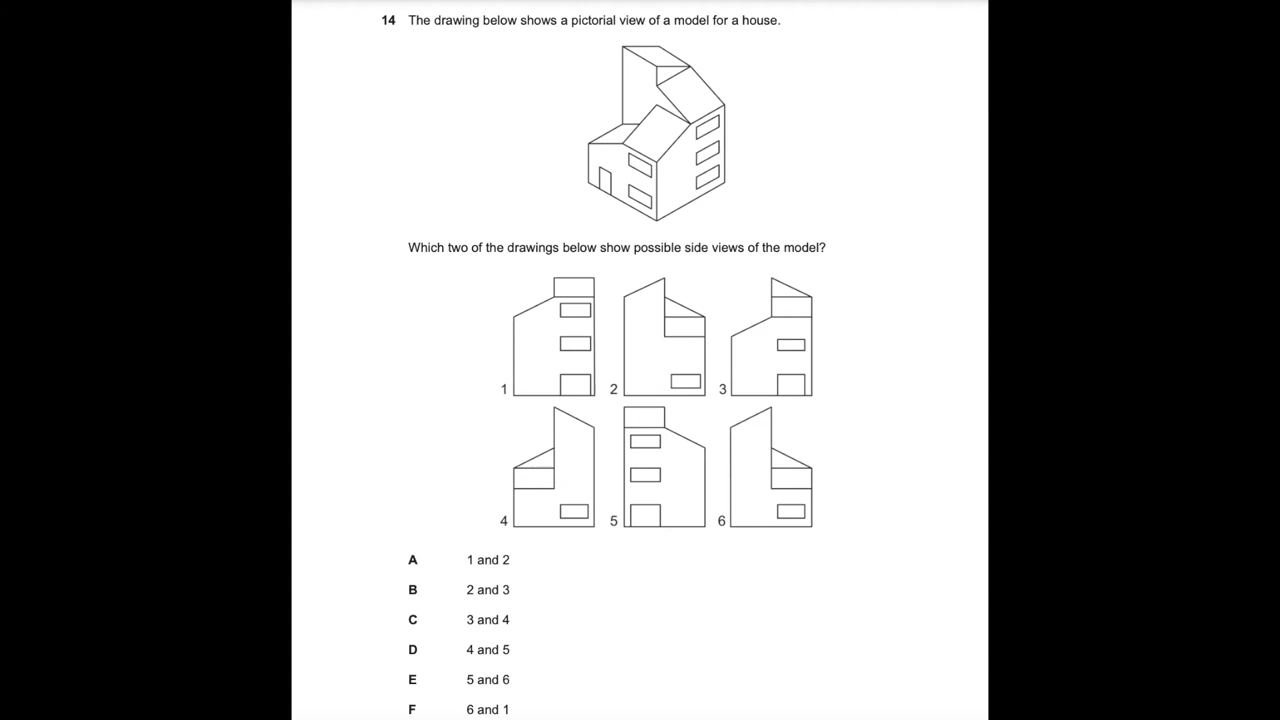 14 The drawing below shows a pictorial view of a model for a house.
Which two of the drawings below show possible side views of the model?
1 2 3
4 5 6
A 1 and 2
B 2 and 3
C 3 and 4
D 4 and 5
E 5 and 6
F 6 and 1